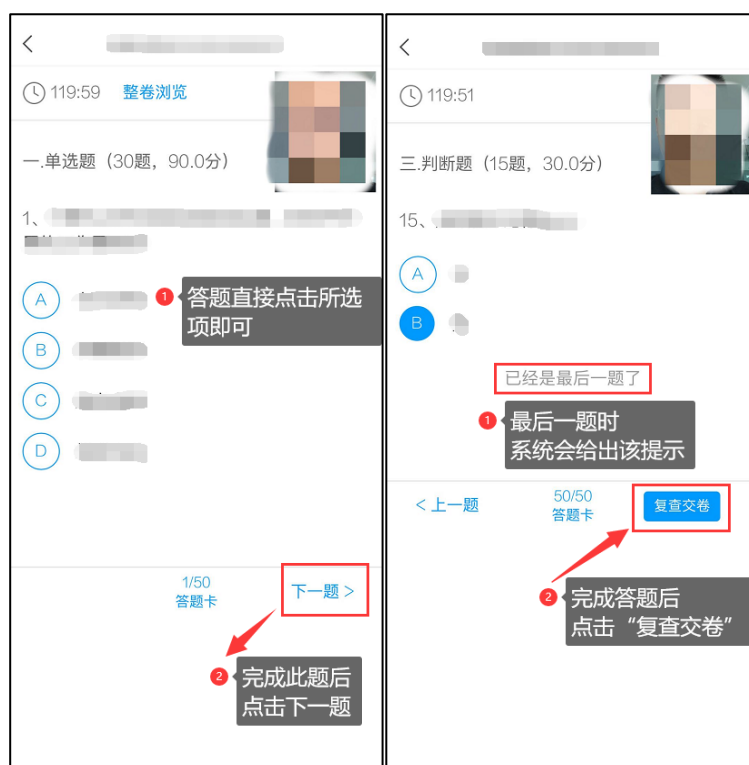 119:59 整卷浏览
一.单选题（30题，90.0分）
1、
A
1 答题直接点击所选
项即可
B
C
D
1/50
答题卡
下一题 >
2 完成此题后
点击下一题
119:51
三.判断题（15题，30.0分）
15、
A
B
已经是最后一题了
1 最后一题时
系统会给出该提示
< 上一题
50/50
答题卡
复查交卷
2 完成答题后
点击“复查交卷”